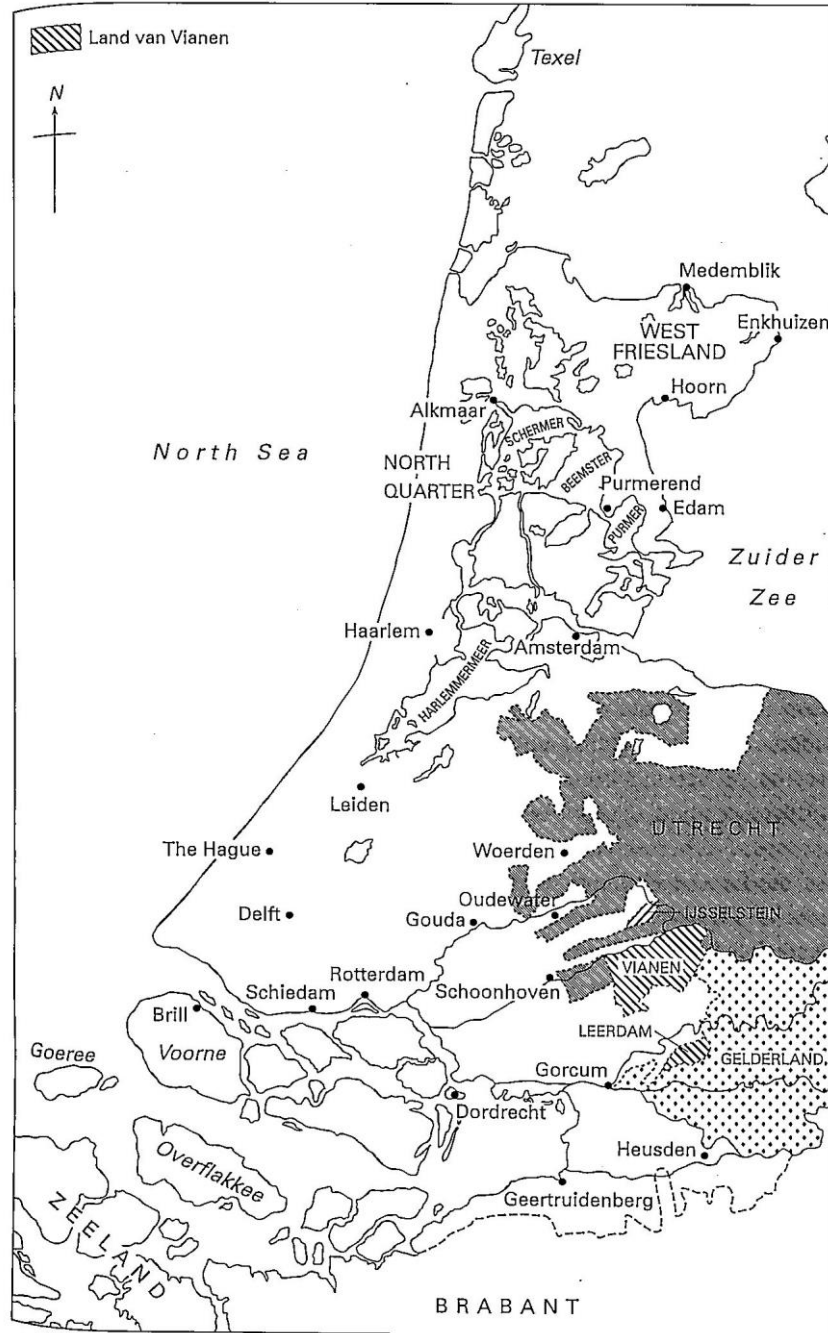 Land van Vianen
N
Texel
Medemblik
WEST
FRIESLAND
Enkhuizen
Hoorn
Alkmaar
SCHERMER
North Sea
NORTH
QUARTER
BEEMSTER
Purmerend
Edam
PURMER
Zuider
Zee
Haarlem
Amsterdam
HARLEMMERMEER
Leiden
UTRECHT
The Hague
Woerden
Delft
Gouda
Oudewater
IJSSELSTEIN
VIANEN
Rotterdam
Schiedam
Schoonhoven
Brill
Voorne
LEERDAM
Goeree
GELDERLAND
Gorcum
Dordrecht
Overflakkee
Heusden
Geertruidenberg
ZEELAND
BRABANT